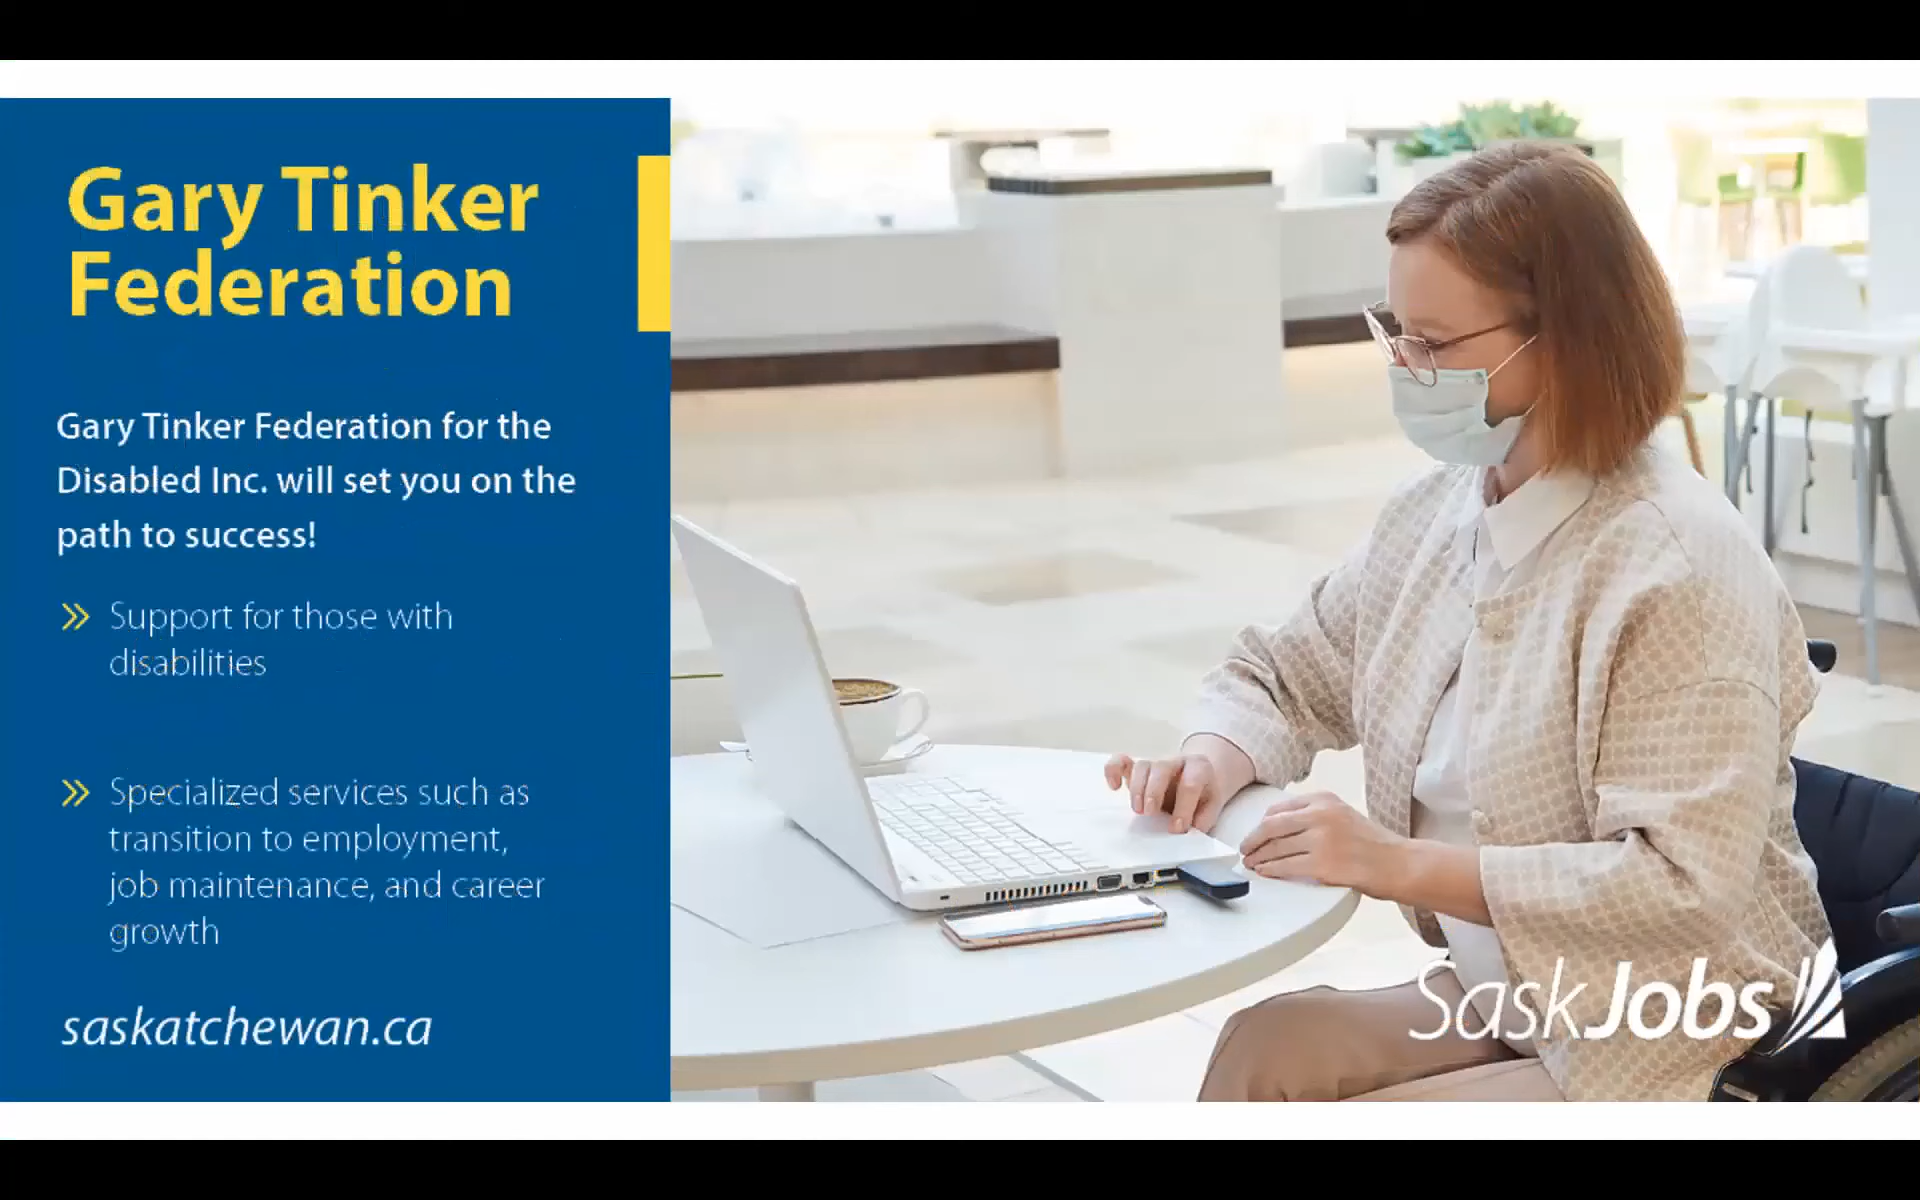 Gary Tinker
Federation
Gary Tinker Federation for the
Disabled Inc. will set you on the
path to success!
» Support for those with
disabilities
» Specialized services such as
transition to employment,
job maintenance, and career
growth
saskatchewan.ca
SaskJobs